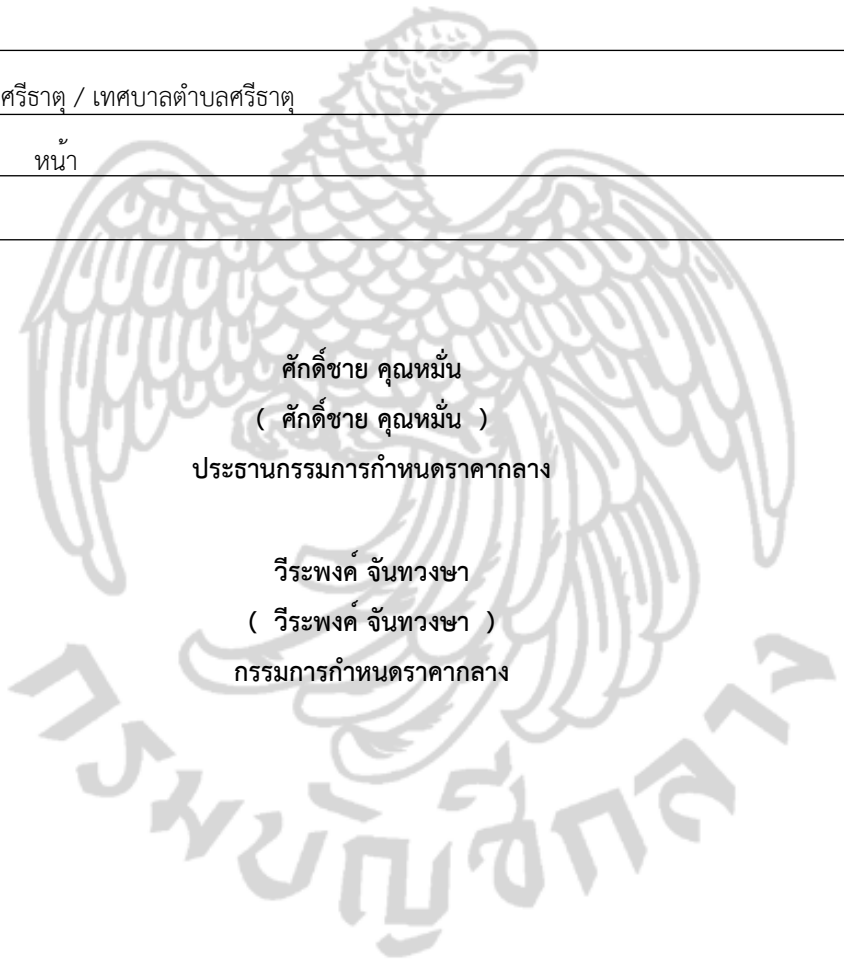 ศรีธาตุ / เทศบาลตำบลศรีธาตุ
หน้า
ศักดิ์ชาย คุณหมั่น
( ศักดิ์ชาย คุณหมั่น )
ประธานกรรมการกำหนดราคากลาง
วีระพงค์ จันทวงษา
( วีระพงค์ จันทวงษา )
กรรมการกำหนดราคากลาง
กรมบัญชีกลาง